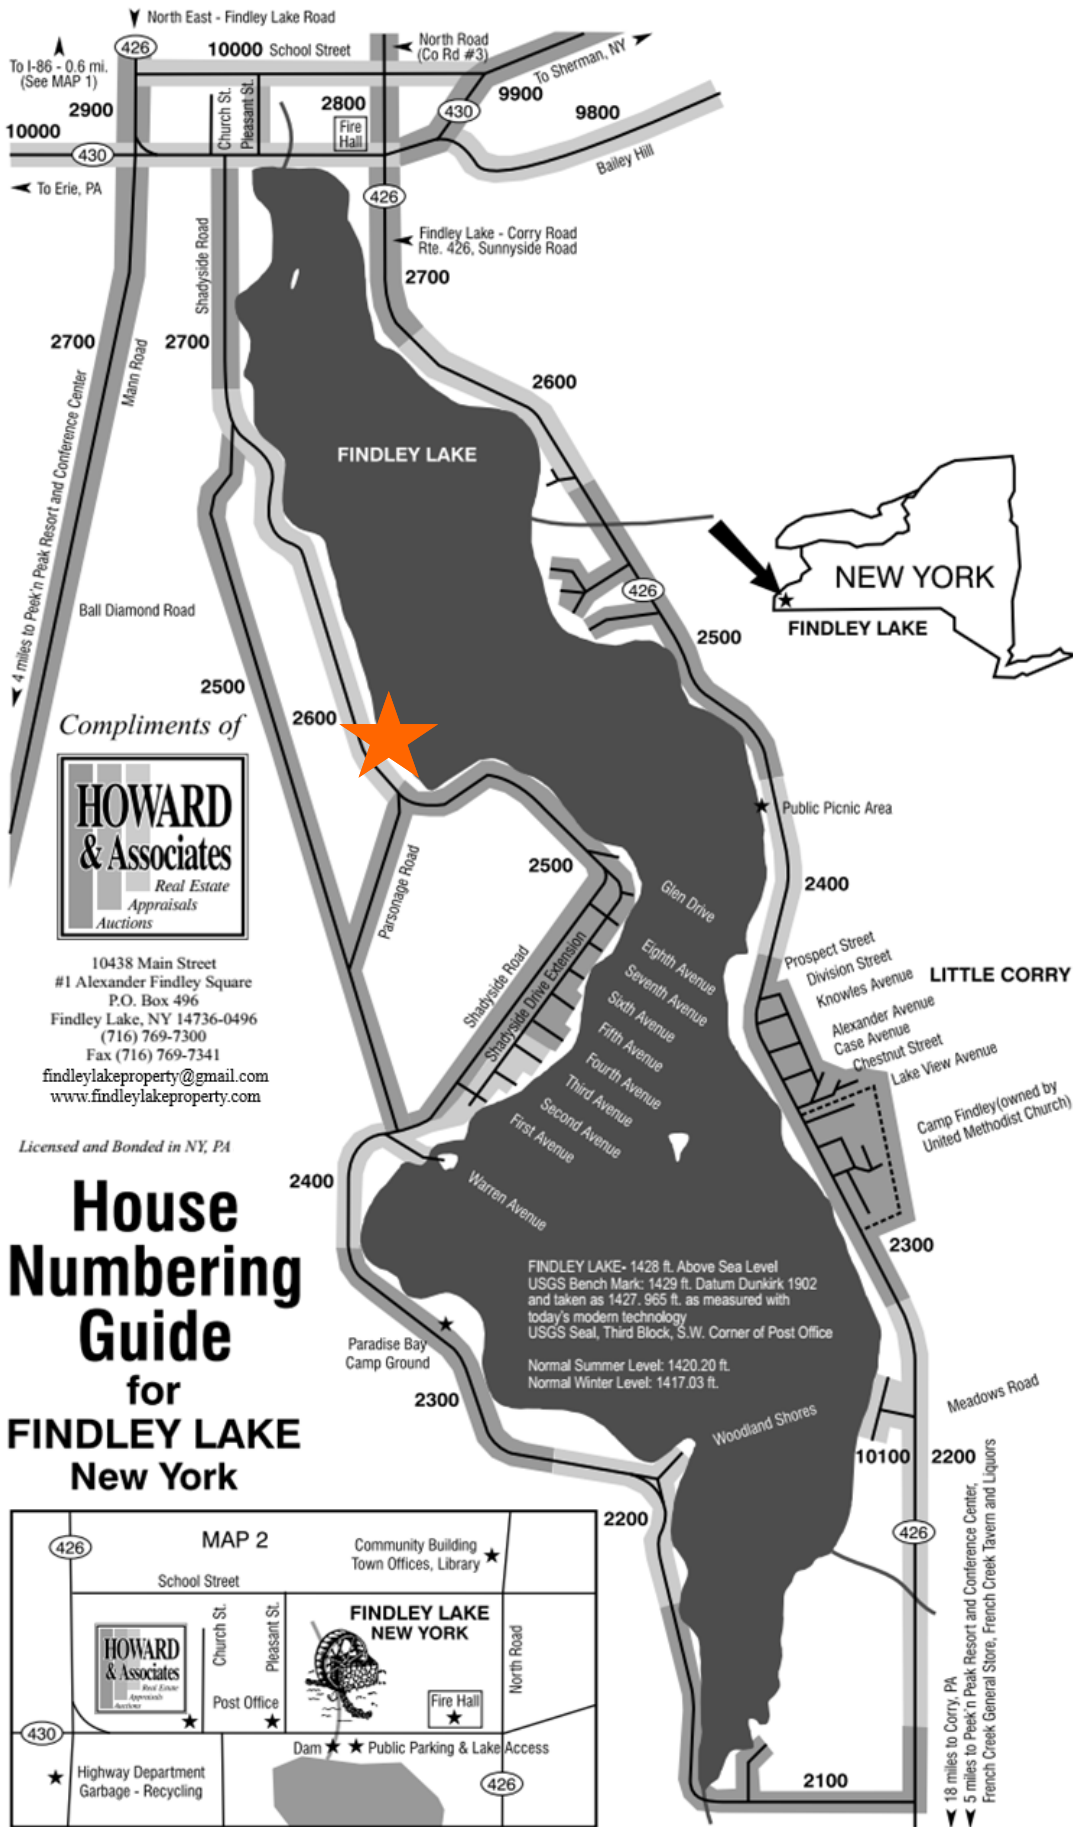 North East - Findley Lake Road
426
10000 School Street
North Road
(Co Rd #3)
To Sherman, NY
To I-86 - 0.6 mi.
(See MAP 1)
2900
Church St.
Pleasant St.
2800
Fire
Hall
430
9900
9800
10000
430
Bailey Hill
To Erie, PA
426
Shadyside Road
Findley Lake - Corry Road
Rte. 426, Sunnyside Road
2700
2700
Mann Road
2700
2600
4 miles to Peek'n Peak Resort and Conference Center
FINDLEY LAKE
NEW YORK
FINDLEY LAKE
426
Ball Diamond Road
2500
2500
2600
Compliments of
HOWARD
& Associates
Real Estate
Appraisals
Auctions
Public Picnic Area
Parsonage Road
2500
2400
Glen Drive
Shadyside Road
Shadyside Drive Extension
Eighth Avenue
Seventh Avenue
Sixth Avenue
Fifth Avenue
Fourth Avenue
Third Avenue
Second Avenue
First Avenue
Warren Avenue
Prospect Street
Division Street
Knowles Avenue
LITTLE CORRY
Alexander Avenue
Case Avenue
Chestnut Street
Lake View Avenue
Camp Findley(owned by
United Methodist Church)
10438 Main Street
#1 Alexander Findley Square
P.O. Box 496
Findley Lake, NY 14736-0496
(716) 769-7300
Fax (716) 769-7341
findleylakeproperty@gmail.com
www.findleylakeproperty.com
Licensed and Bonded in NY, PA
2400
2300
House
Numbering
Guide
for
FINDLEY LAKE
New York
FINDLEY LAKE- 1428 ft. Above Sea Level
USGS Bench Mark: 1429 ft. Datum Dunkirk 1902
and taken as 1427. 965 ft. as measured with
today's modern technology
USGS Seal, Third Block, S.W. Corner of Post Office
Normal Summer Level: 1420.20 ft.
Normal Winter Level: 1417.03 ft.
Paradise Bay
Camp Ground
2300
Meadows Road
Woodland Shores
10100
2200
2200
426
18 miles to Corry, PA
5 miles to Peek'n Peak Resort and Conference Center,
French Creek General Store, French Creek Tavern and Liquors
2100
MAP 2
426
School Street
Community Building
Town Offices, Library
HOWARD
& Associates
Real Estate
Appraisals
Auctions
Church St.
Pleasant St.
FINDLEY LAKE
NEW YORK
North Road
Post Office
Fire Hall
430
Dam
Public Parking & Lake Access
Highway Department
Garbage - Recycling
426